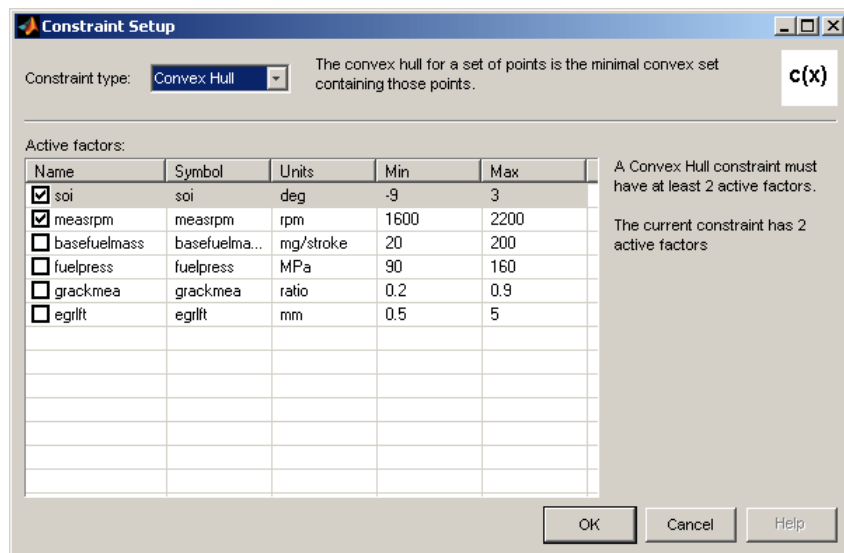 Constraint Setup
Constraint type: Convex Hull
The convex hull for a set of points is the minimal convex set
containing those points.
c(x)
Active factors:
Name Symbol Units Min Max
soi soi deg -9 3
measrpm measrpm rpm 1600 2200
basefuelmass basefuelma... mg/stroke 20 200
fuelpress fuelpress MPa 90 160
grackmea grackmea ratio 0.2 0.9
egrlft egrlft mm 0.5 5
A Convex Hull constraint must
have at least 2 active factors.
The current constraint has 2
active factors
OK Cancel Help